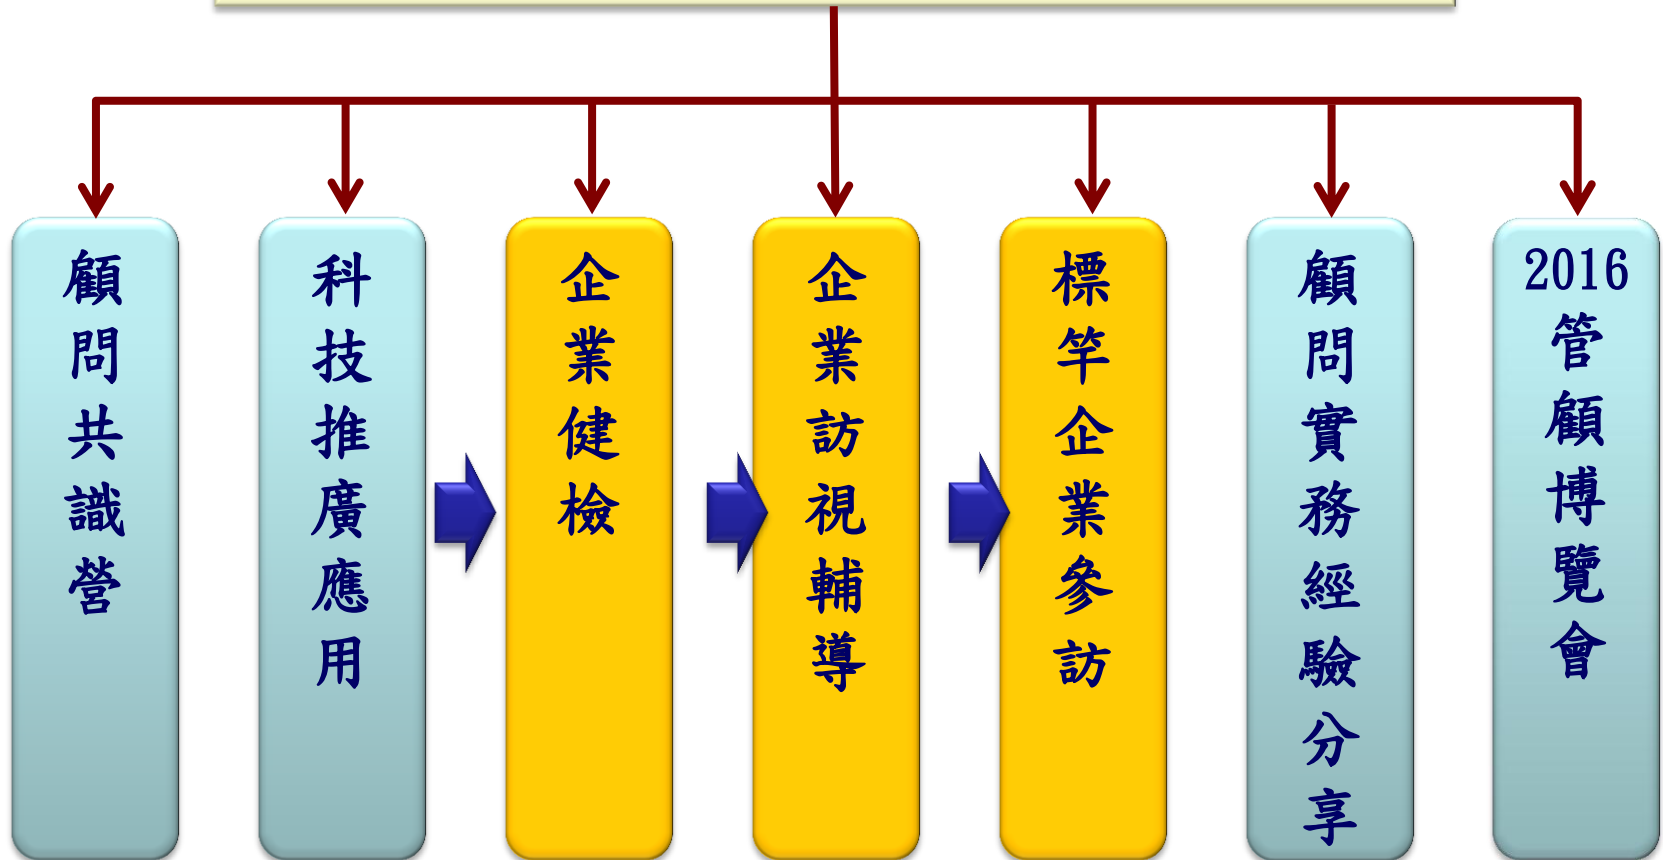 顧問共識營
科技推廣應用
企業健檢
企業訪視輔導
標竿企業參訪
顧問實務經驗分享
2016管顧博覽會